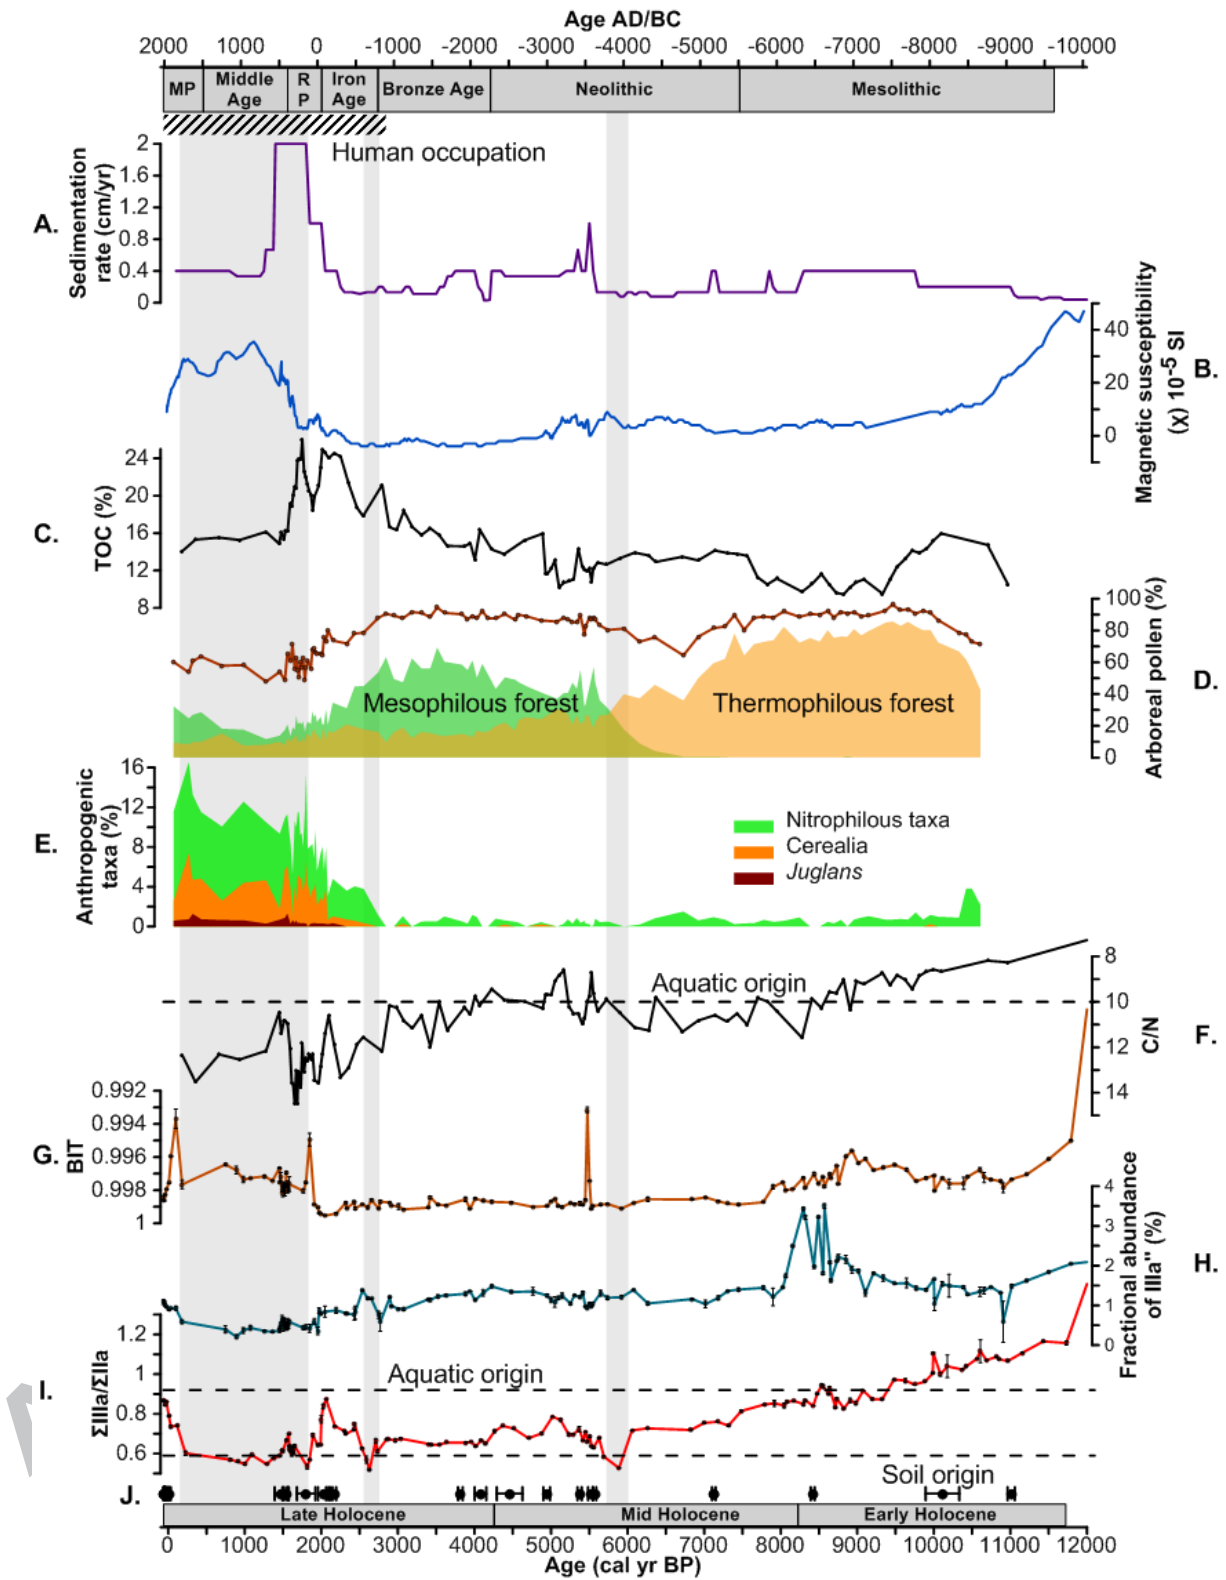 Age AD/BC
2000 1000 0 -1000 -2000 -3000 -4000 -5000 -6000 -7000 -8000 -9000 -10000
MP Middle Age R P Iron Age Bronze Age Neolithic Mesolithic
Human occupation
A.
Sedimentation rate (cm/yr)
2
1.6
1.2
0.8
0.4
0
B.
Magnetic susceptibility (χ) 10⁻⁵ SI
40
20
0
C.
TOC (%)
24
20
16
12
8
D.
Arboreal pollen (%)
100
80
60
40
20
0
Mesophilous forest
Thermophilous forest
E.
Anthropogenic taxa (%)
16
12
8
4
0
Nitrophilous taxa
Cerealia
Juglans
F.
C/N
8
10
12
14
Aquatic origin
G.
BIT
0.992
0.994
0.996
0.998
1
H.
Fractional abundance of IIIa" (%)
4
3
2
1
0
I.
ΣIIIa/ΣIIa
1.2
1
0.8
0.6
Aquatic origin
Soil origin
J.
Late Holocene Mid Holocene Early Holocene
0 1000 2000 3000 4000 5000 6000 7000 8000 9000 10000 11000 12000
Age (cal yr BP)